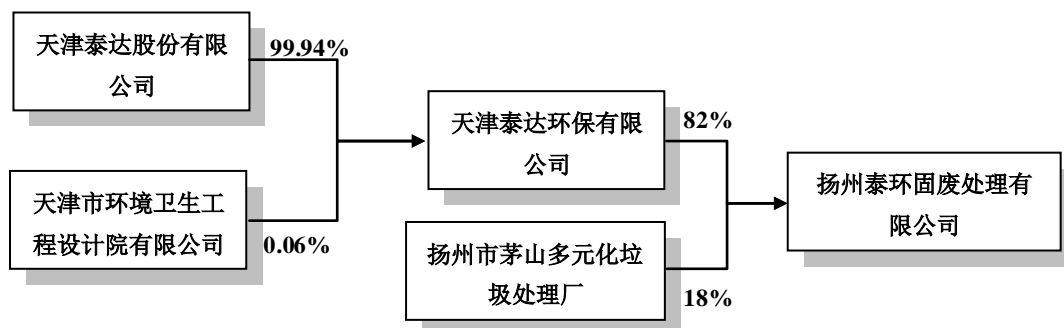 天津泰达股份有限
公司
99.94%
天津市环境卫生工
程设计院有限公司
0.06%
天津泰达环保有限
公司
82%
扬州市茅山多元化垃
圾处理厂
18%
扬州泰环固废处理有
限公司